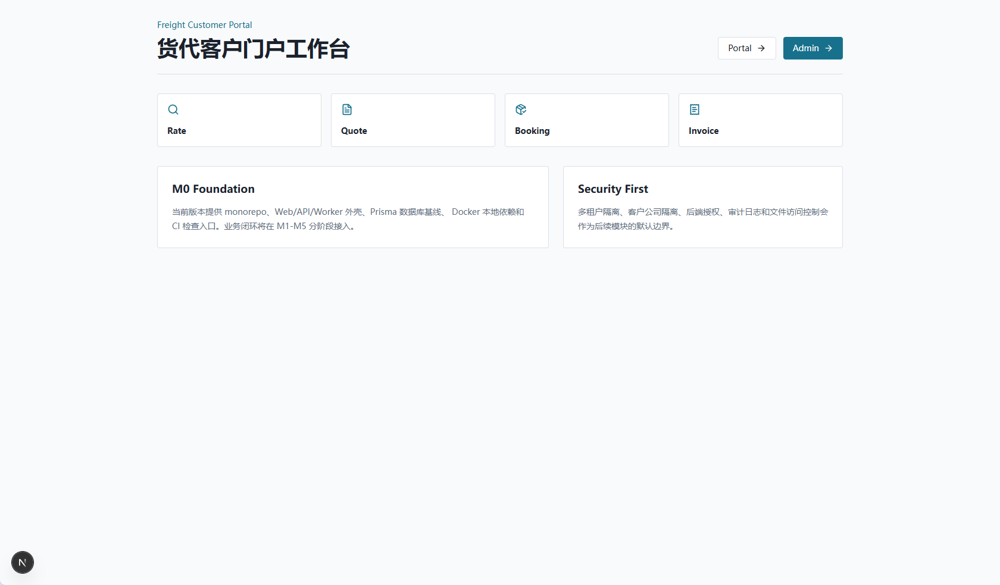 Freight Customer Portal
货代客户门户工作台
Portal
Admin
Rate
Quote
Booking
Invoice
M0 Foundation
当前版本提供 monorepo、Web/API/Worker 外壳、Prisma 数据库基线、 Docker 本地依赖和
CI 检查入口。业务闭环将在 M1-M5 分阶段接入。
Security First
多租户隔离、客户公司隔离、后端授权、审计日志和文件访问控制会
作为后续模块的默认边界。
N